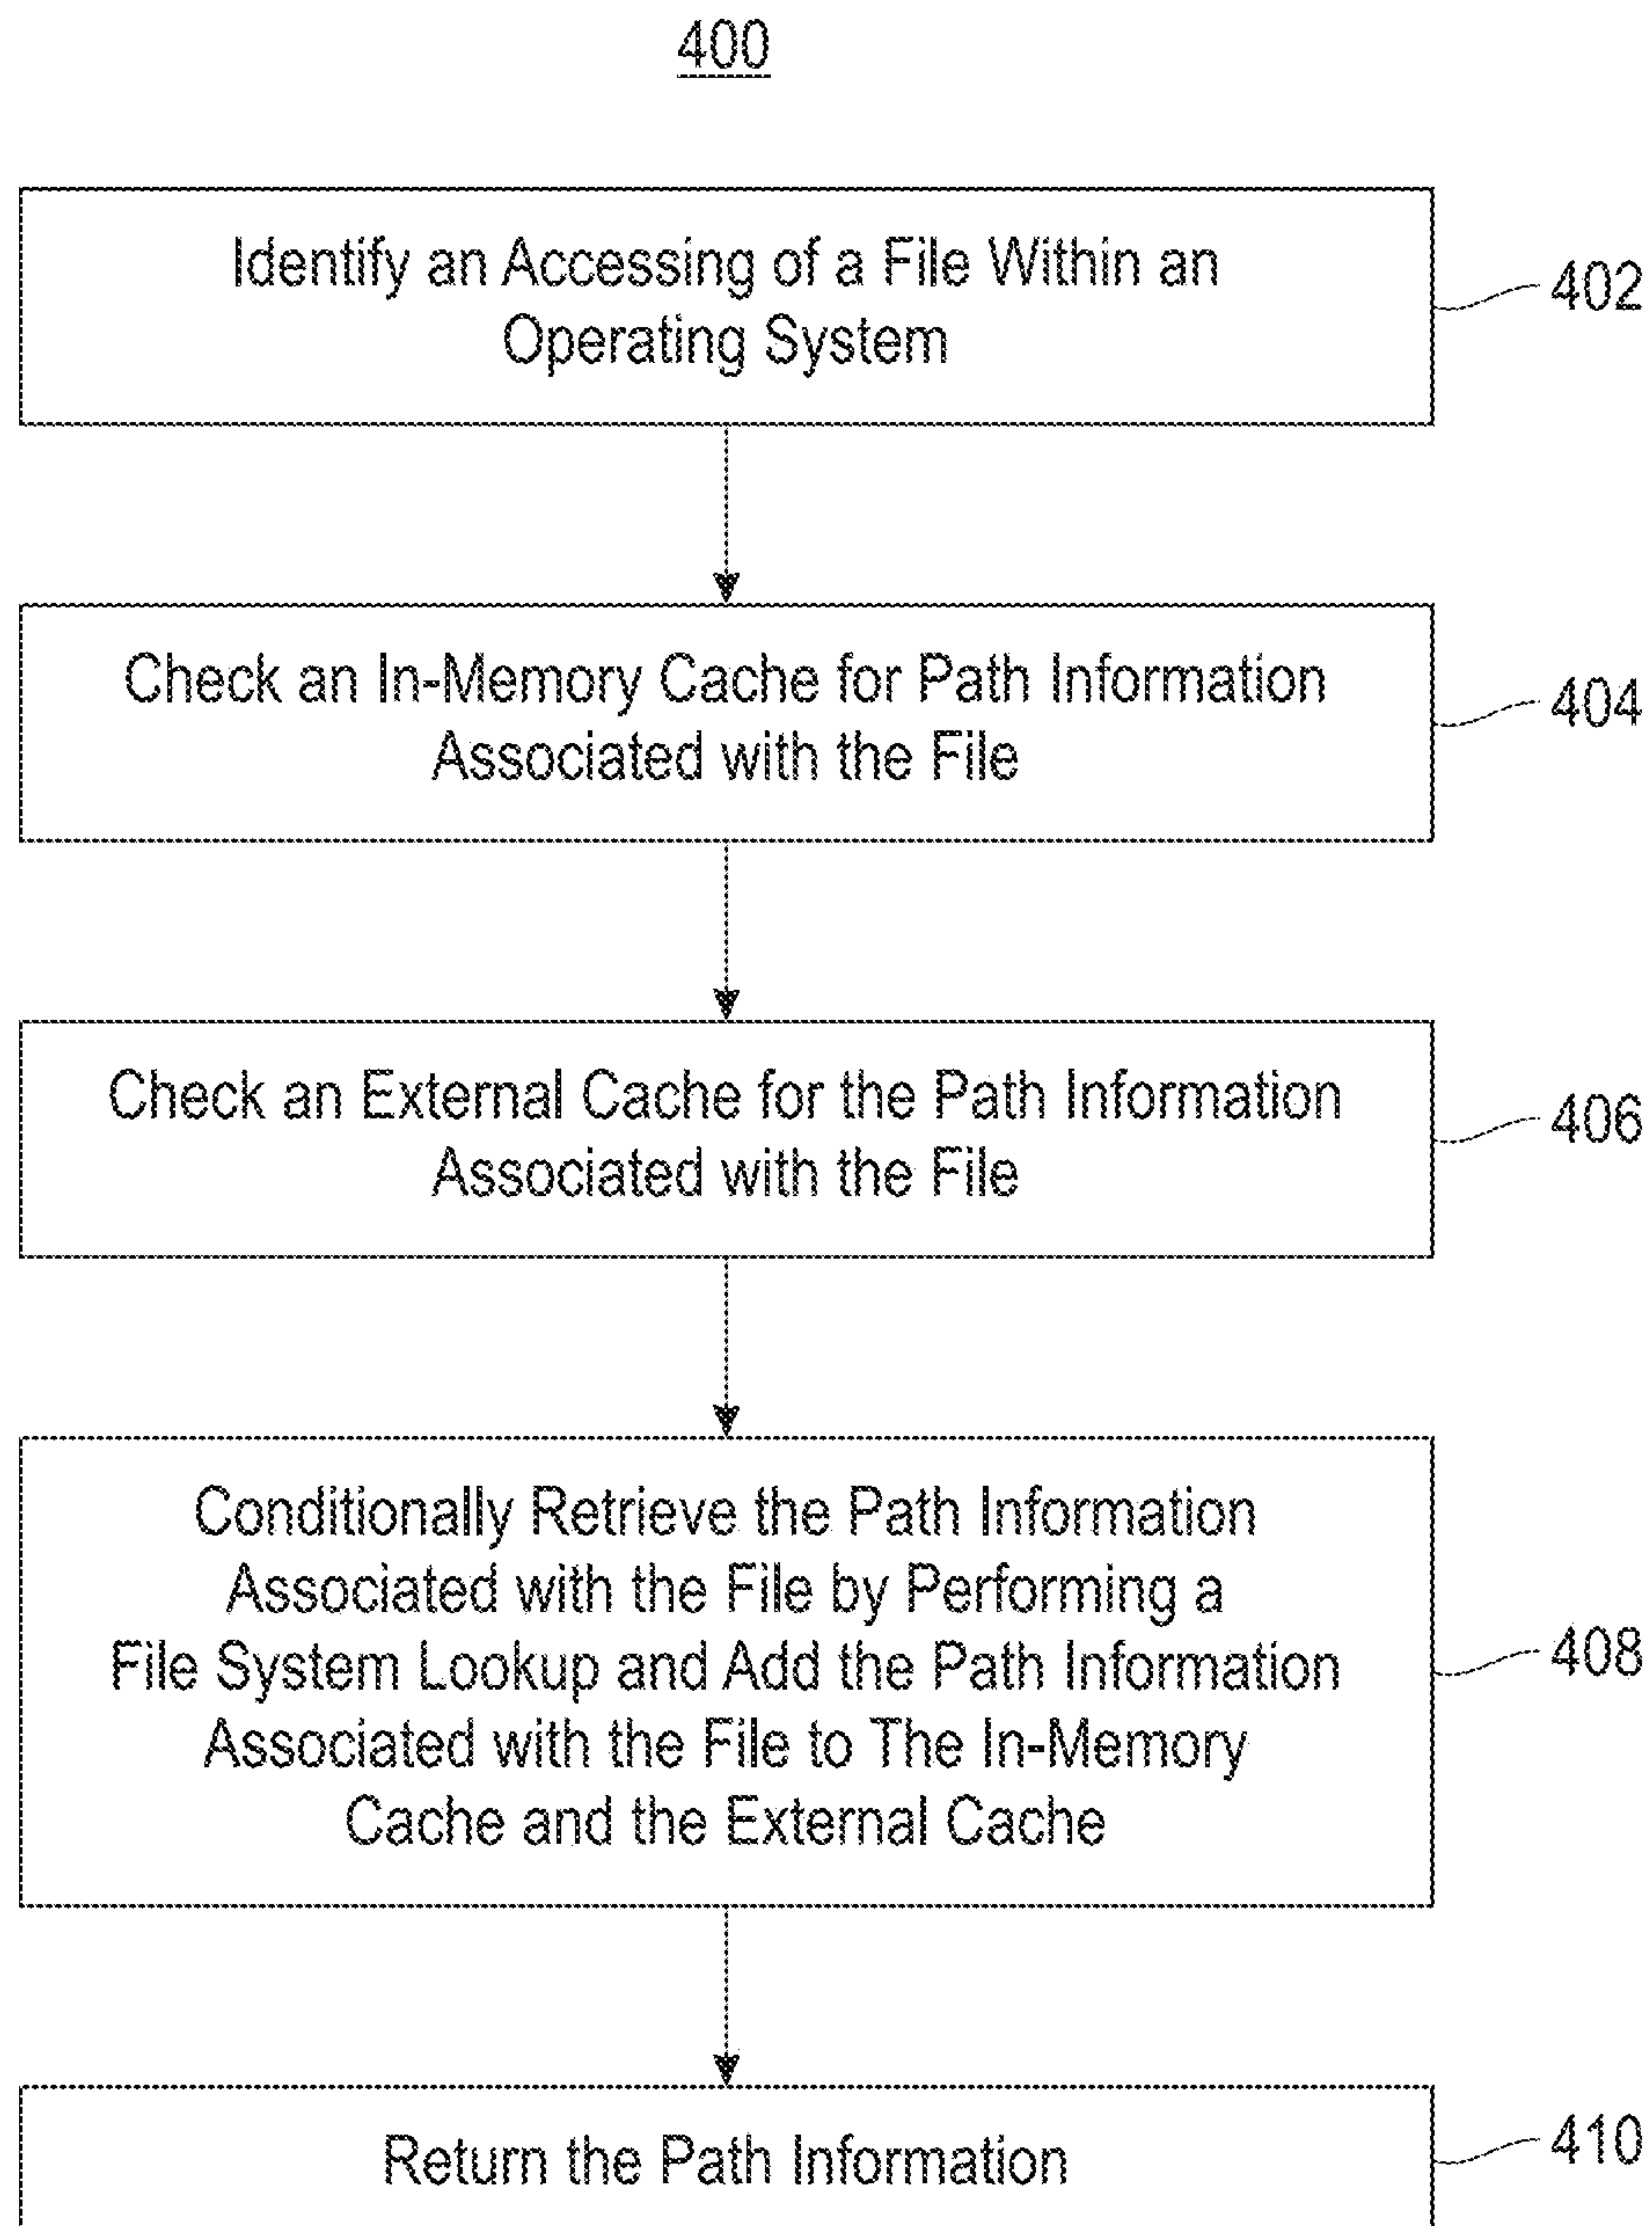 400
Identify an Accessing of a File Within an
Operating System
402
Check an In-Memory Cache for Path Information
Associated with the File
404
Check an External Cache for the Path Information
Associated with the File
406
Conditionally Retrieve the Path Information
Associated with the File by Performing a
File System Lookup and Add the Path Information
Associated with the File to The In-Memory
Cache and the External Cache
408
Return the Path Information
410